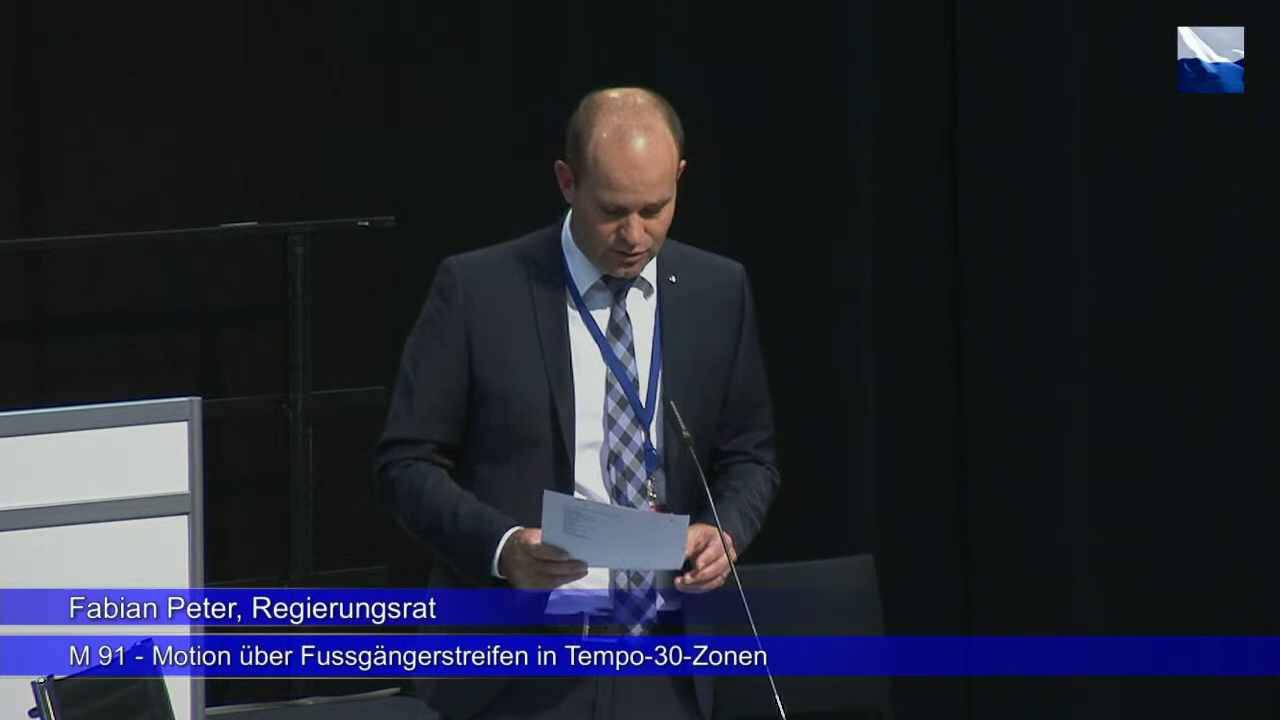 Fabian Peter, Regierungsrat
M 91 - Motion über Fussgängerstreifen in Tempo-30-Zonen